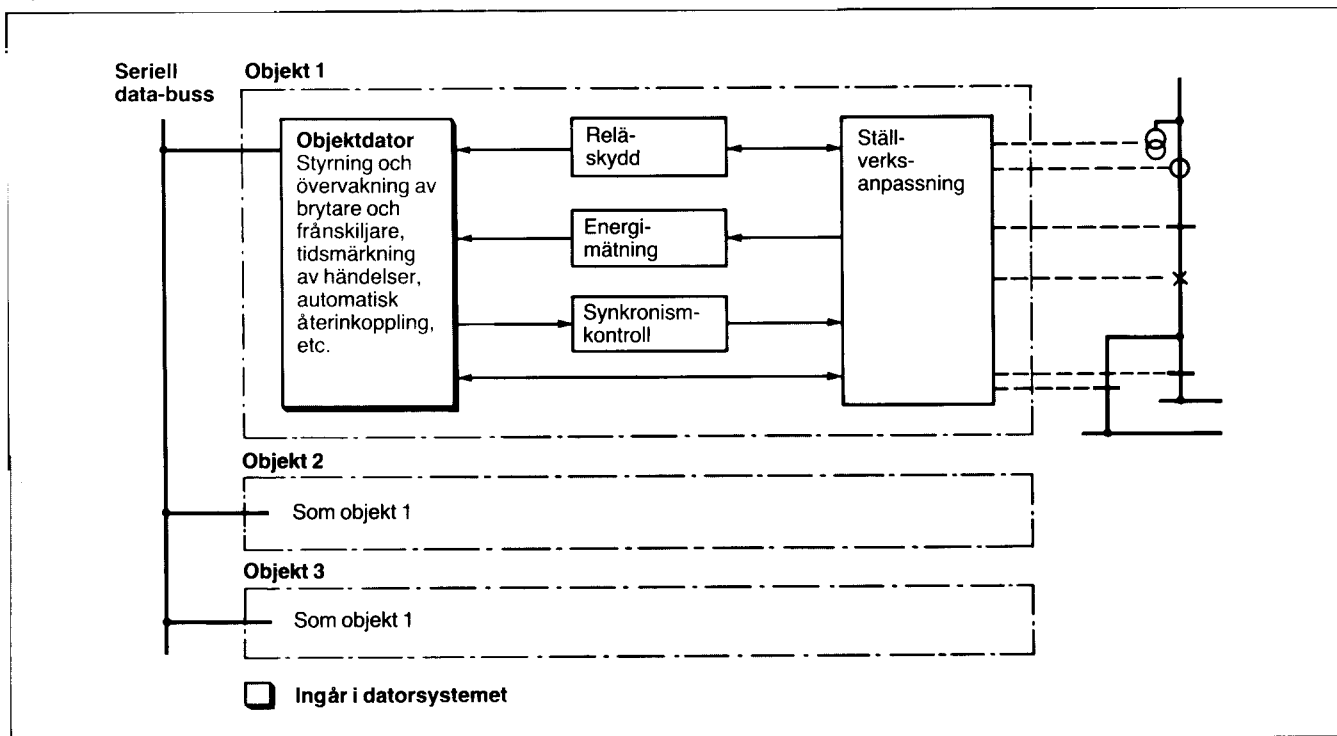 Seriell
data-buss
Objekt 1
Objektdator
Styrning och
övervakning av
brytare och
frånskiljare,
tidsmärkning
av händelser,
automatisk
återinkoppling,
etc.
Relä-
skydd
Energi-
mätning
Synkronism-
kontroll
Ställ-
verks-
anpassning
Objekt 2
Som objekt 1
Objekt 3
Som objekt 1
Ingår i datorsystemet